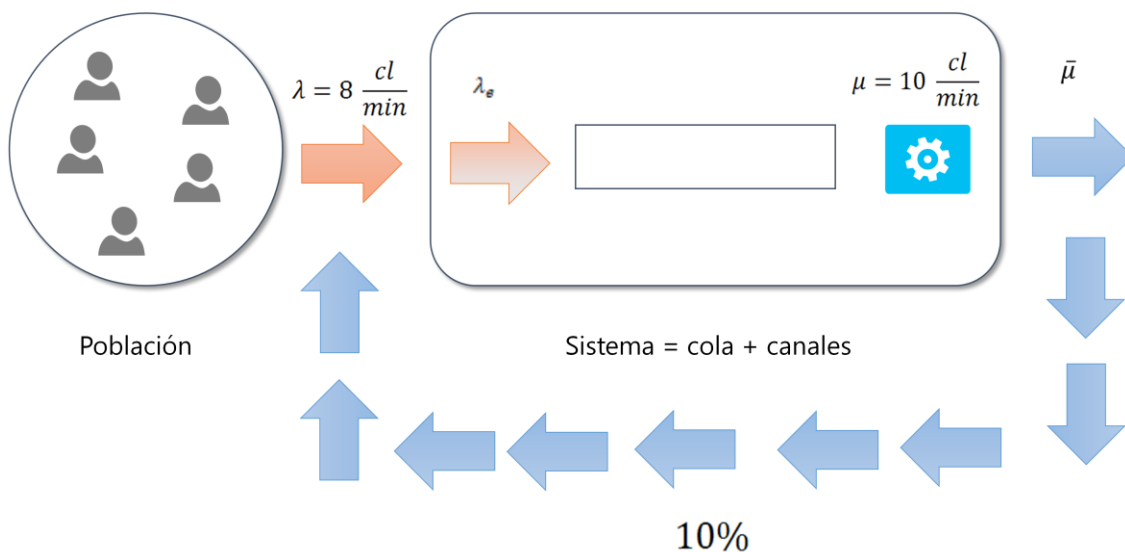 λ = 8 cl/min
λₑ
μ = 10 cl/min
μ̄
Población
Sistema = cola + canales
10%